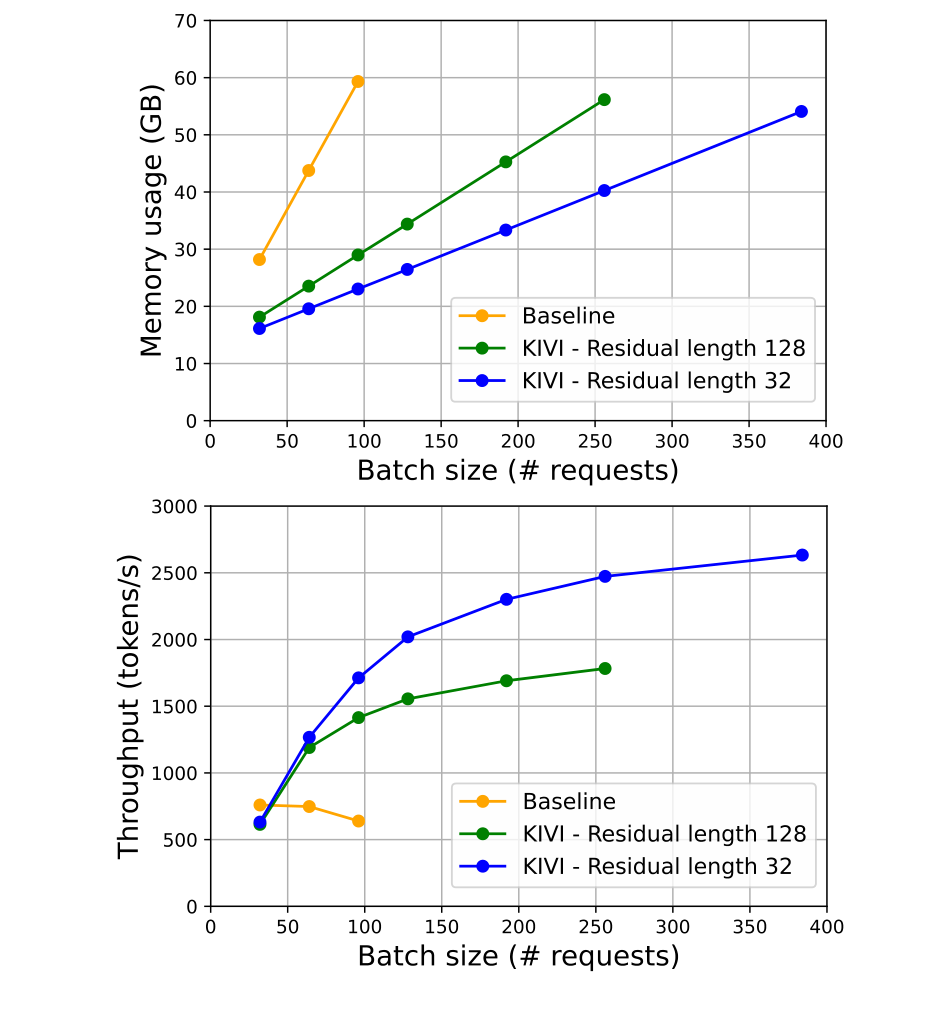 70
60
50
40
30
20
10
0
Memory usage (GB)
0 50 100 150 200 250 300 350 400
Batch size (# requests)
Baseline
KIVI - Residual length 128
KIVI - Residual length 32
3000
2500
2000
1500
1000
500
0
Throughput (tokens/s)
0 50 100 150 200 250 300 350 400
Batch size (# requests)
Baseline
KIVI - Residual length 128
KIVI - Residual length 32